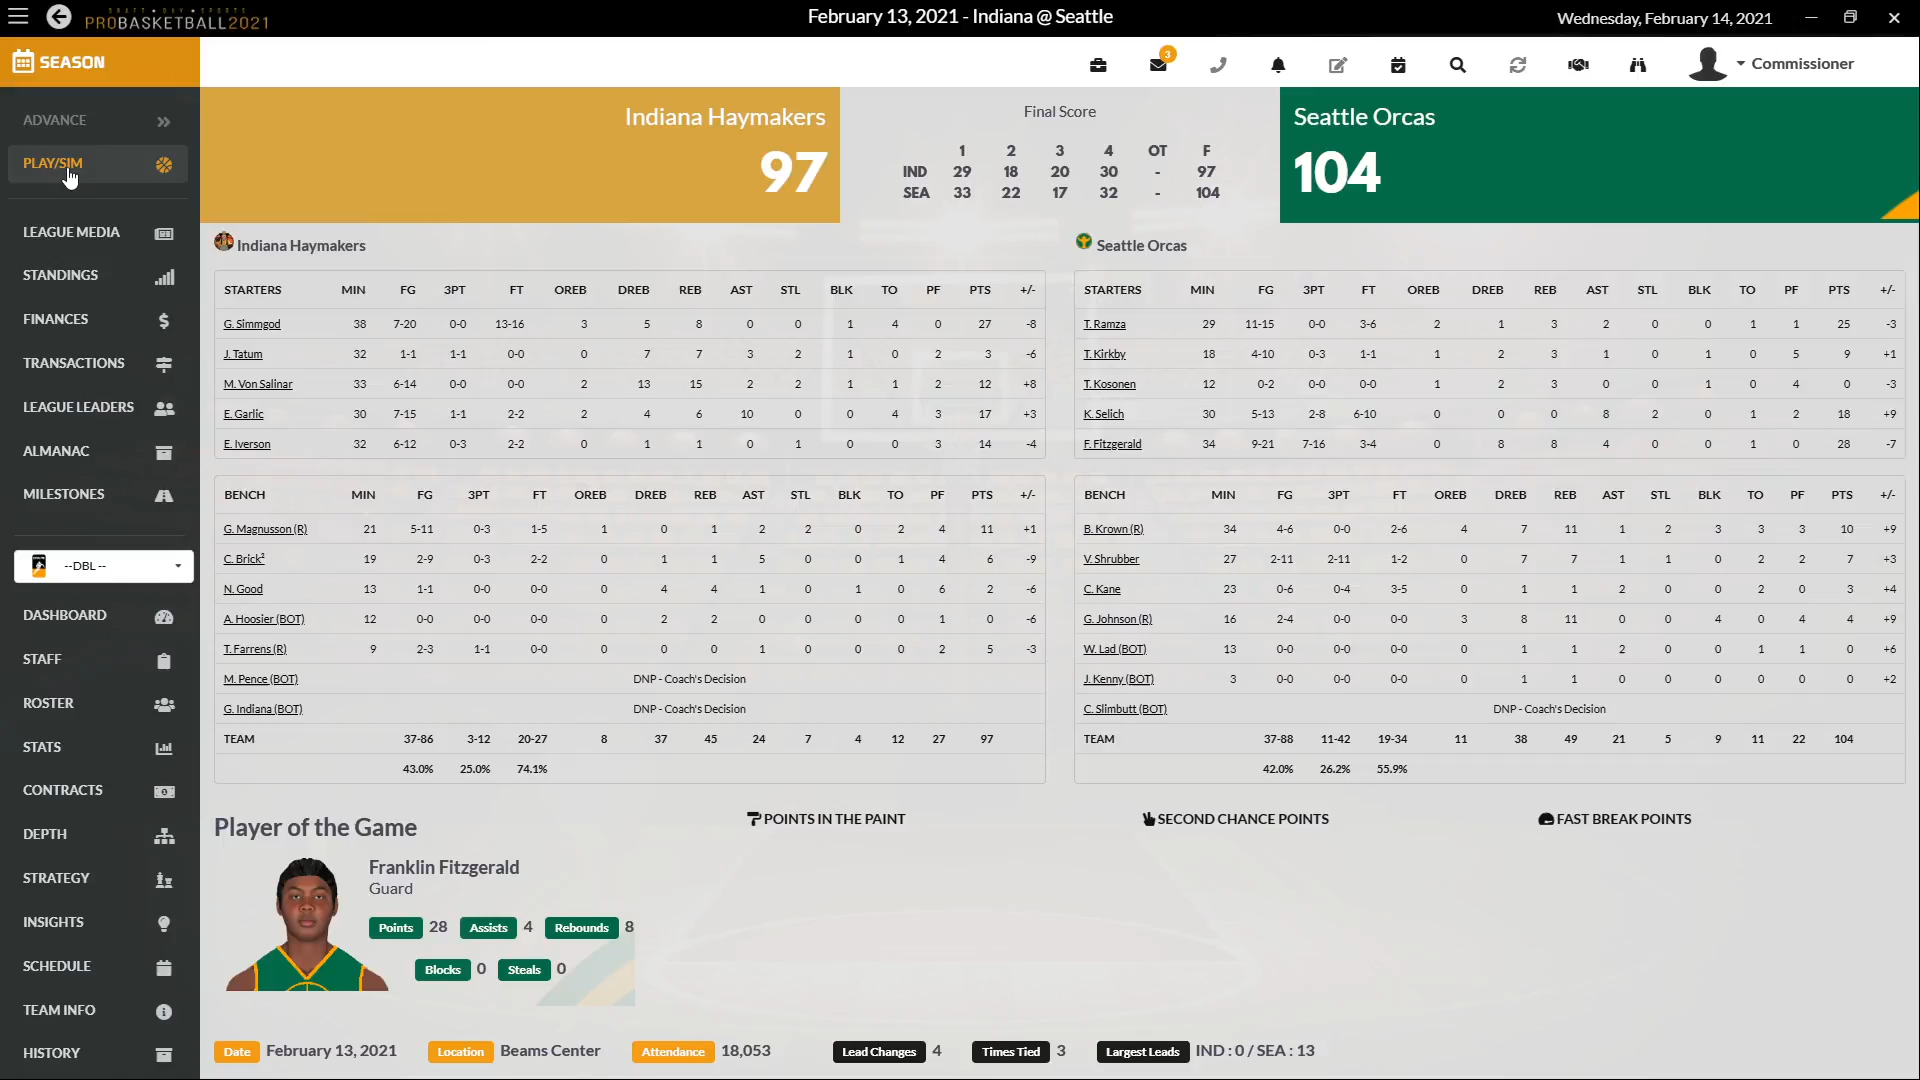 DRAFT DAY SPORTS
PROBASKETBALL2021
February 13, 2021 - Indiana @ Seattle
Wednesday, February 14, 2021
SEASON
3
Commissioner
ADVANCE
PLAY/SIM
LEAGUE MEDIA
STANDINGS
FINANCES
TRANSACTIONS
LEAGUE LEADERS
ALMANAC
MILESTONES
--DBL--
DASHBOARD
STAFF
ROSTER
STATS
CONTRACTS
DEPTH
STRATEGY
INSIGHTS
SCHEDULE
TEAM INFO
HISTORY
Indiana Haymakers
97
Final Score
1 2 3 4 OT F
IND 29 18 20 30 - 97
SEA 33 22 17 32 - 104
Seattle Orcas
104
Indiana Haymakers
STARTERS MIN FG 3PT FT OREB DREB REB AST STL BLK TO PF PTS +/-
G. Simmgod 38 7-20 0-0 13-16 3 5 8 0 0 1 4 0 27 -8
J. Tatum 32 1-1 1-1 0-0 0 7 7 3 2 1 0 2 3 -6
M. Von Salinar 33 6-14 0-0 0-0 2 13 15 2 2 1 1 2 12 +8
E. Garlic 30 7-15 1-1 2-2 2 4 6 10 0 0 4 3 17 +3
E. Iverson 32 6-12 0-3 2-2 0 1 1 0 1 0 0 3 14 -4
BENCH MIN FG 3PT FT OREB DREB REB AST STL BLK TO PF PTS +/-
G. Magnusson (R) 21 5-11 0-3 1-5 1 0 1 2 2 0 2 4 11 +1
C. Brick² 19 2-9 0-3 2-2 0 1 1 5 0 0 1 4 6 -9
N. Good 13 1-1 0-0 0-0 0 4 4 1 0 1 0 6 2 -6
A. Hoosier (BOT) 12 0-0 0-0 0-0 0 2 2 0 0 0 0 1 0 -6
T. Farrens (R) 9 2-3 1-1 0-0 0 0 0 1 0 0 0 2 5 -3
M. Pence (BOT) DNP - Coach's Decision
G. Indiana (BOT) DNP - Coach's Decision
TEAM 37-86 3-12 20-27 8 37 45 24 7 4 12 27 97
43.0% 25.0% 74.1%
Seattle Orcas
STARTERS MIN FG 3PT FT OREB DREB REB AST STL BLK TO PF PTS +/-
T. Ramza 29 11-15 0-0 3-6 2 1 3 2 0 0 1 1 25 -3
T. Kirkby 18 4-10 0-3 1-1 1 2 3 1 0 1 0 5 9 +1
T. Kosonen 12 0-2 0-0 0-0 1 2 3 0 0 1 0 4 0 -3
K. Selich 30 5-13 2-8 6-10 0 0 0 8 2 0 1 2 18 +9
F. Fitzgerald 34 9-21 7-16 3-4 0 8 8 4 0 0 1 0 28 -7
BENCH MIN FG 3PT FT OREB DREB REB AST STL BLK TO PF PTS +/-
B. Krown (R) 34 4-6 0-0 2-6 4 7 11 1 2 3 3 3 10 +9
V. Shrubber 27 2-11 2-11 1-2 0 7 7 1 1 0 2 2 7 +3
C. Kane 23 0-6 0-4 3-5 0 1 1 2 0 0 2 0 3 +4
G. Johnson (R) 16 2-4 0-0 0-0 3 8 11 0 0 4 0 4 4 +9
W. Lad (BOT) 13 0-0 0-0 0-0 0 1 1 2 0 0 1 1 0 +6
J. Kenny (BOT) 3 0-0 0-0 0-0 0 1 1 0 0 0 0 0 0 +2
C. Slimbutt (BOT) DNP - Coach's Decision
TEAM 37-88 11-42 19-34 11 38 49 21 5 9 11 22 104
42.0% 26.2% 55.9%
Player of the Game
Franklin Fitzgerald
Guard
Points 28 Assists 4 Rebounds 8
Blocks 0 Steals 0
POINTS IN THE PAINT
SECOND CHANCE POINTS
FAST BREAK POINTS
Date February 13, 2021 Location Beams Center Attendance 18,053 Lead Changes 4 Times Tied 3 Largest Leads IND : 0 / SEA : 13